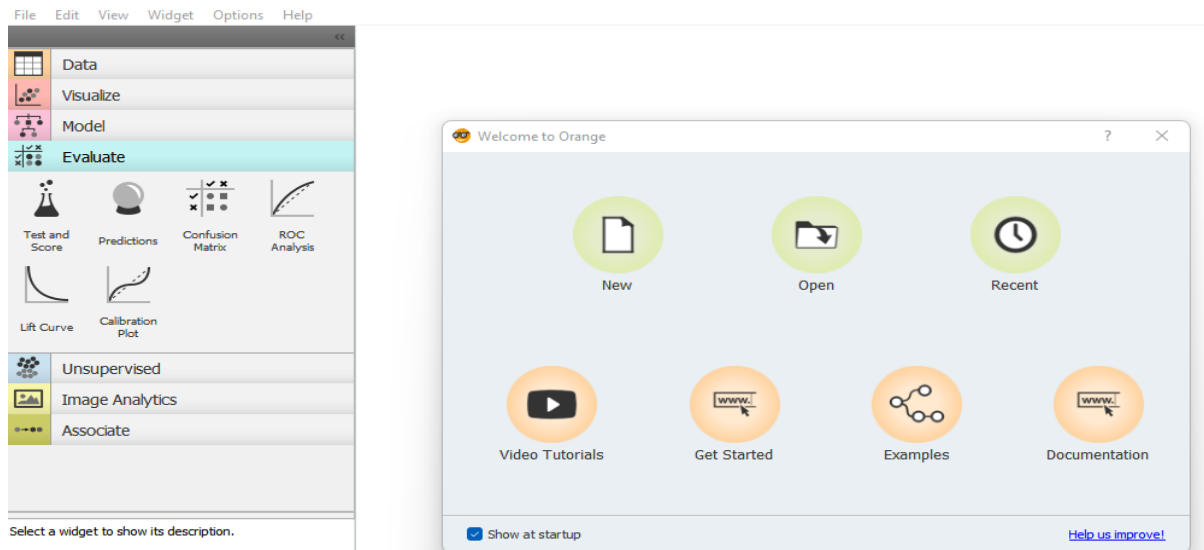 File Edit View Widget Options Help
<<
Data
Visualize
Model
Evaluate
Test and
Score
Predictions
Confusion
Matrix
ROC
Analysis
Lift Curve
Calibration
Plot
Unsupervised
Image Analytics
Associate
Select a widget to show its description.
Welcome to Orange
?
New
Open
Recent
Video Tutorials
www.
Get Started
Examples
www.
Documentation
Show at startup
Help us improve!